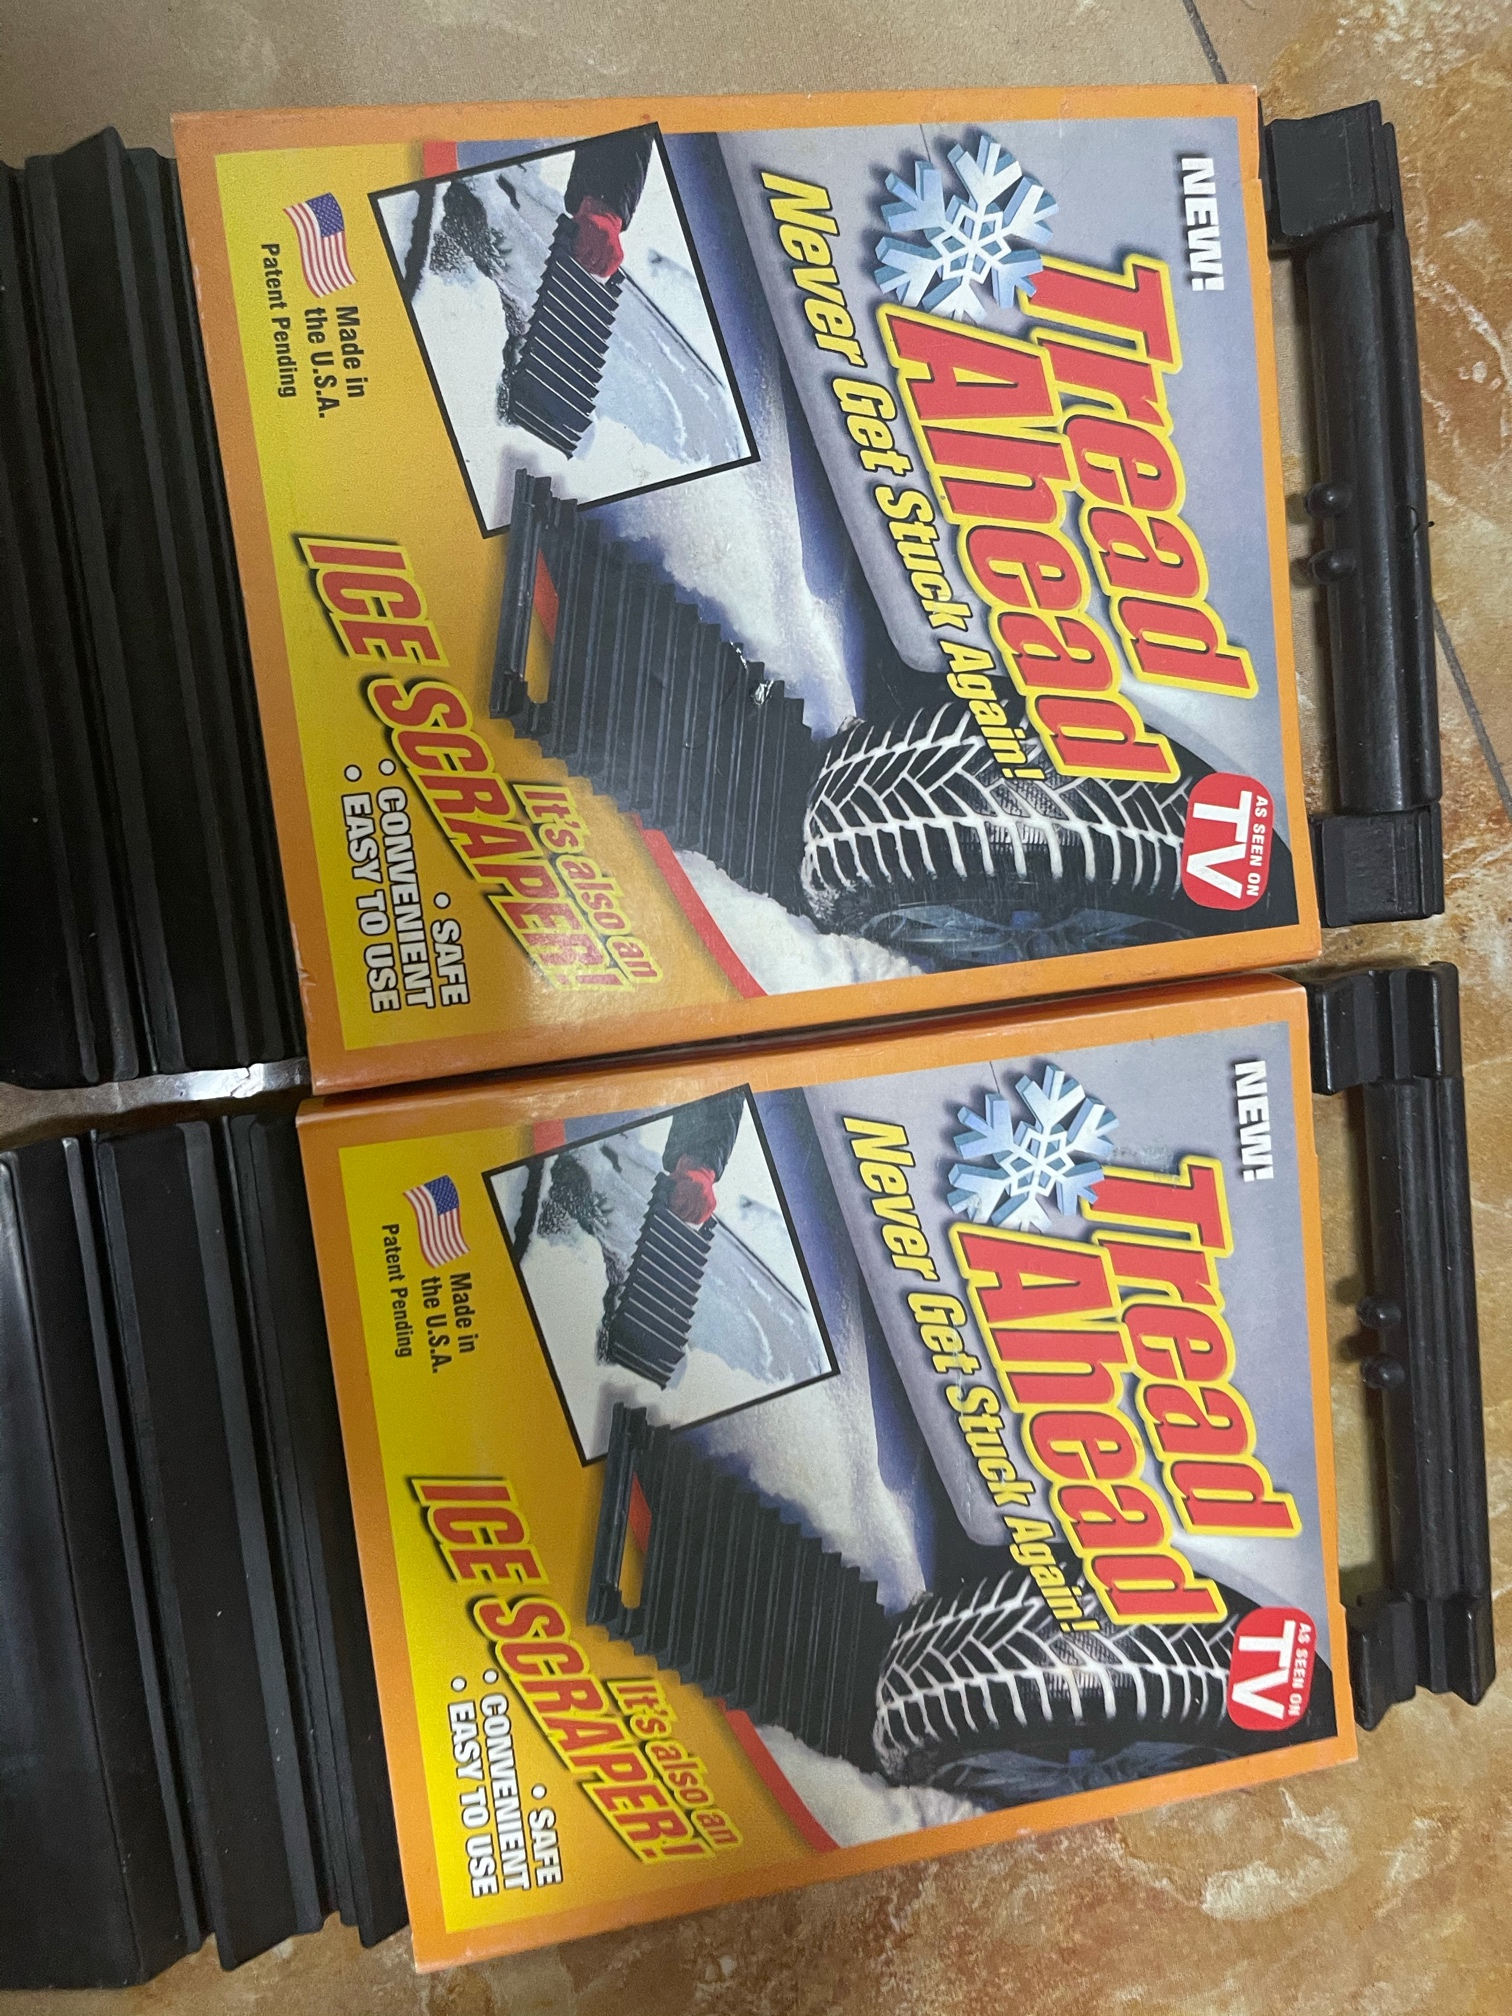 NEW!
Tread
Ahead
AS SEEN ON
TV
Never Get Stuck Again!
Made in
the U.S.A.
Patent Pending
It's also an
ICE SCRAPER!
• SAFE
• CONVENIENT
• EASY TO USE
NEW!
Tread
Ahead
AS SEEN ON
TV
Never Get Stuck Again!
Made in
the U.S.A.
Patent Pending
It's also an
ICE SCRAPER!
• SAFE
• CONVENIENT
• EASY TO USE